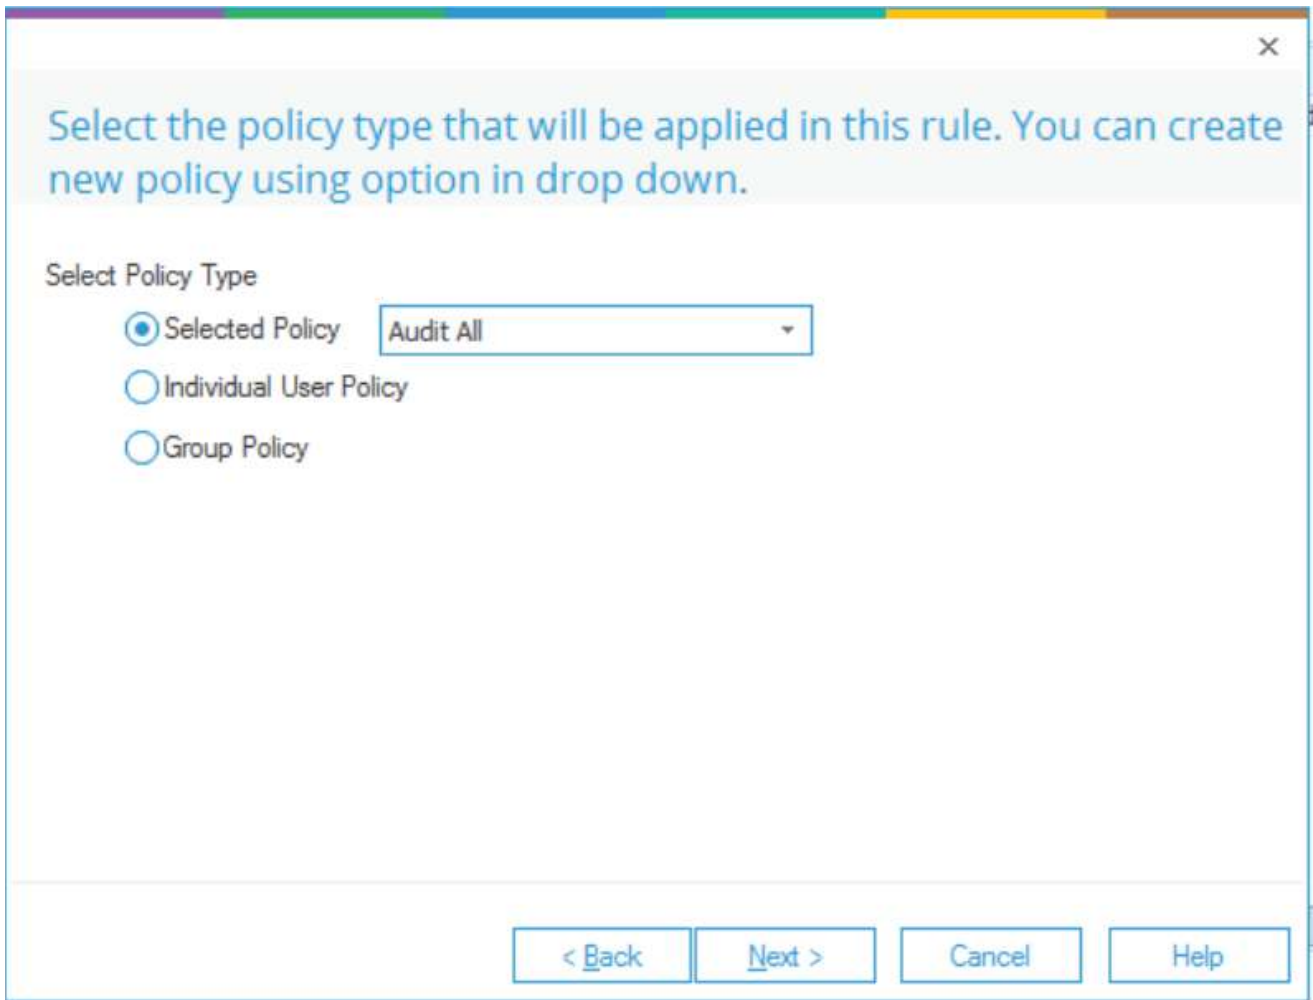 Select the policy type that will be applied in this rule. You can create
new policy using option in drop down.
Select Policy Type
Selected Policy Audit All
Individual User Policy
Group Policy
< Back Next > Cancel Help